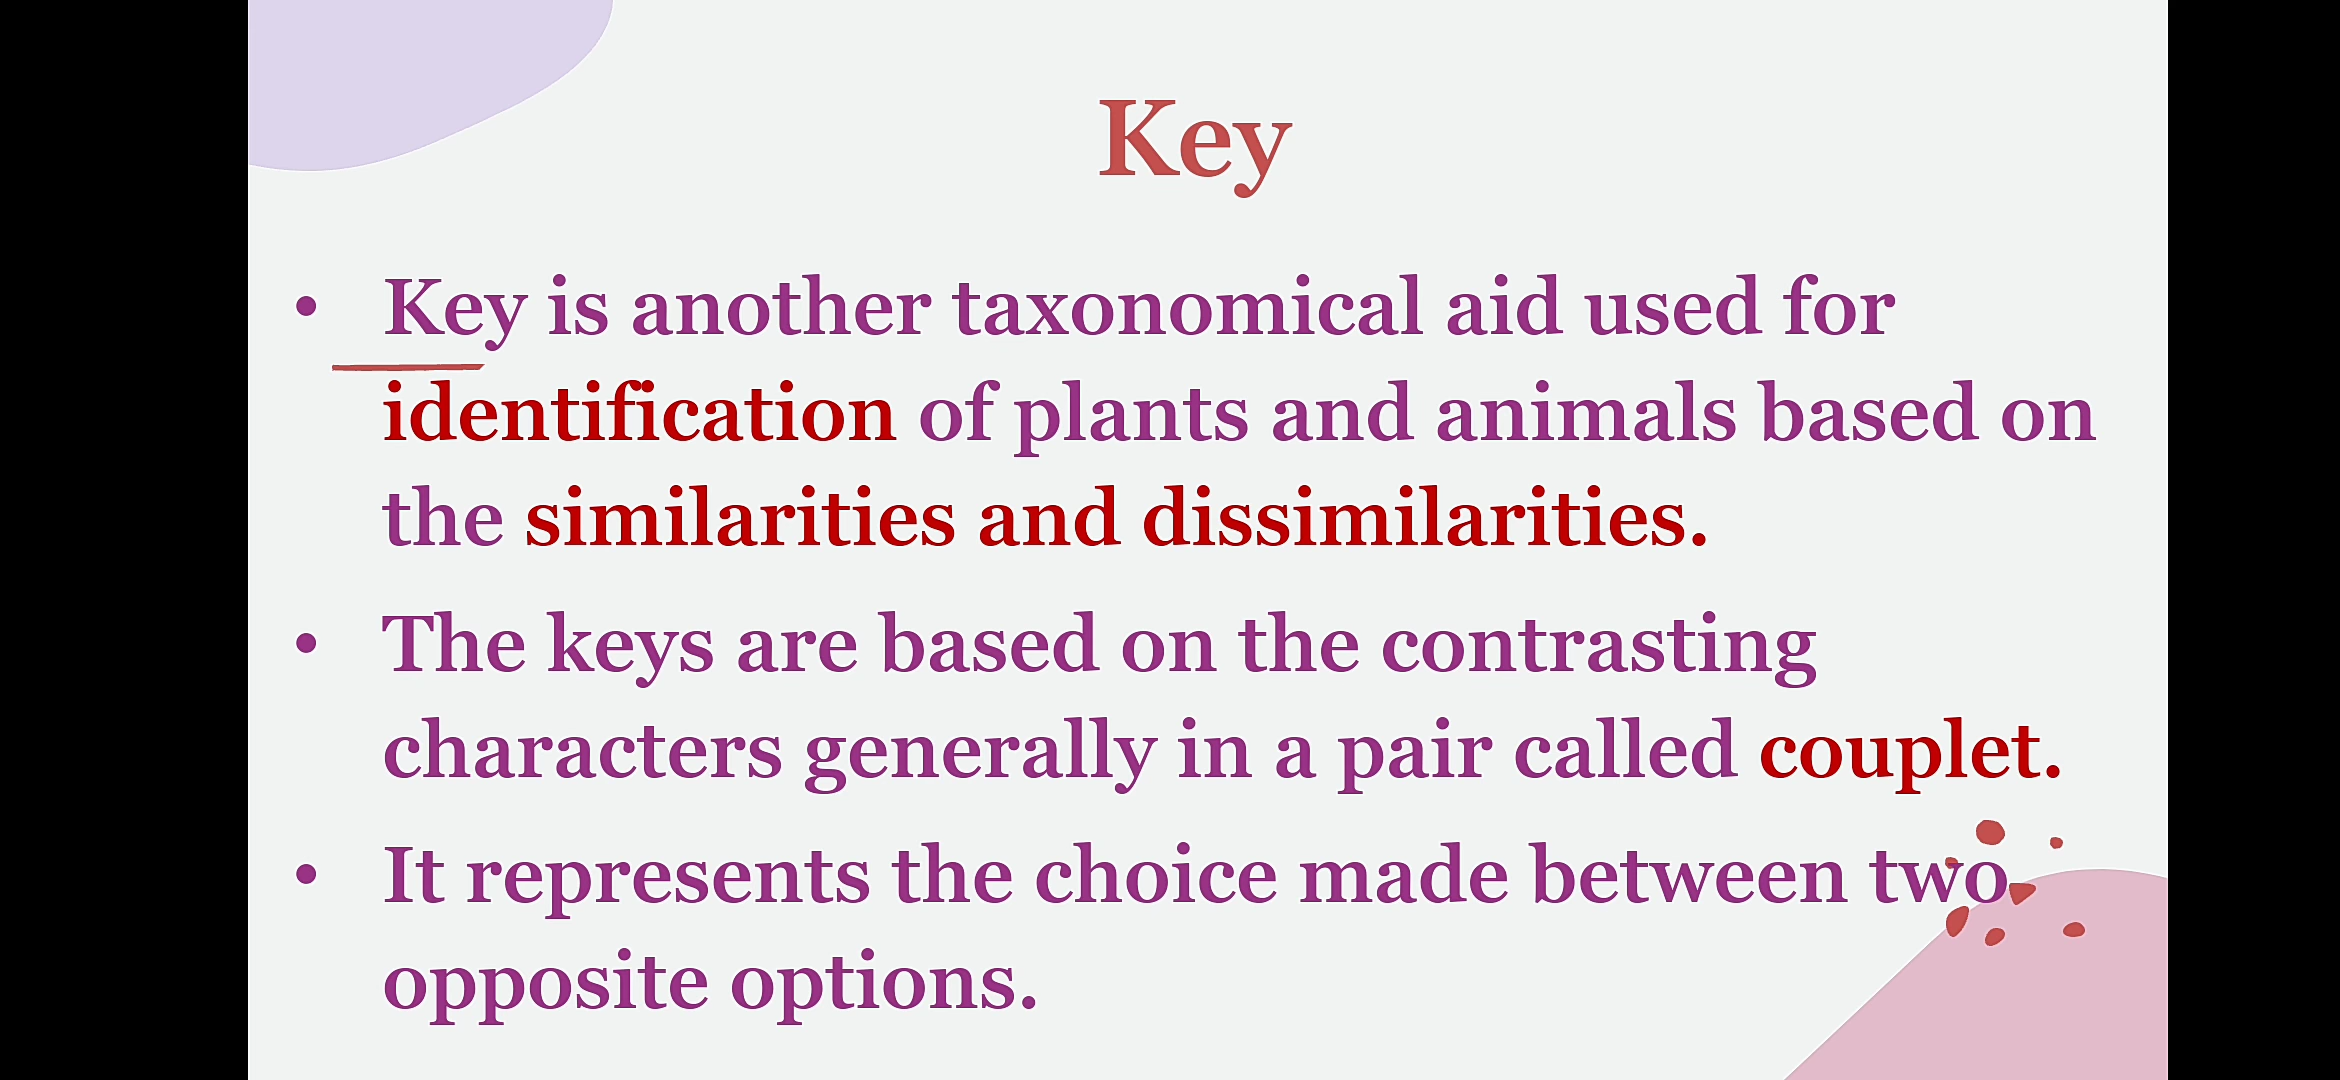 Key
• Key is another taxonomical aid used for
identification of plants and animals based on
the similarities and dissimilarities.
• The keys are based on the contrasting
characters generally in a pair called couplet.
• It represents the choice made between two
opposite options.